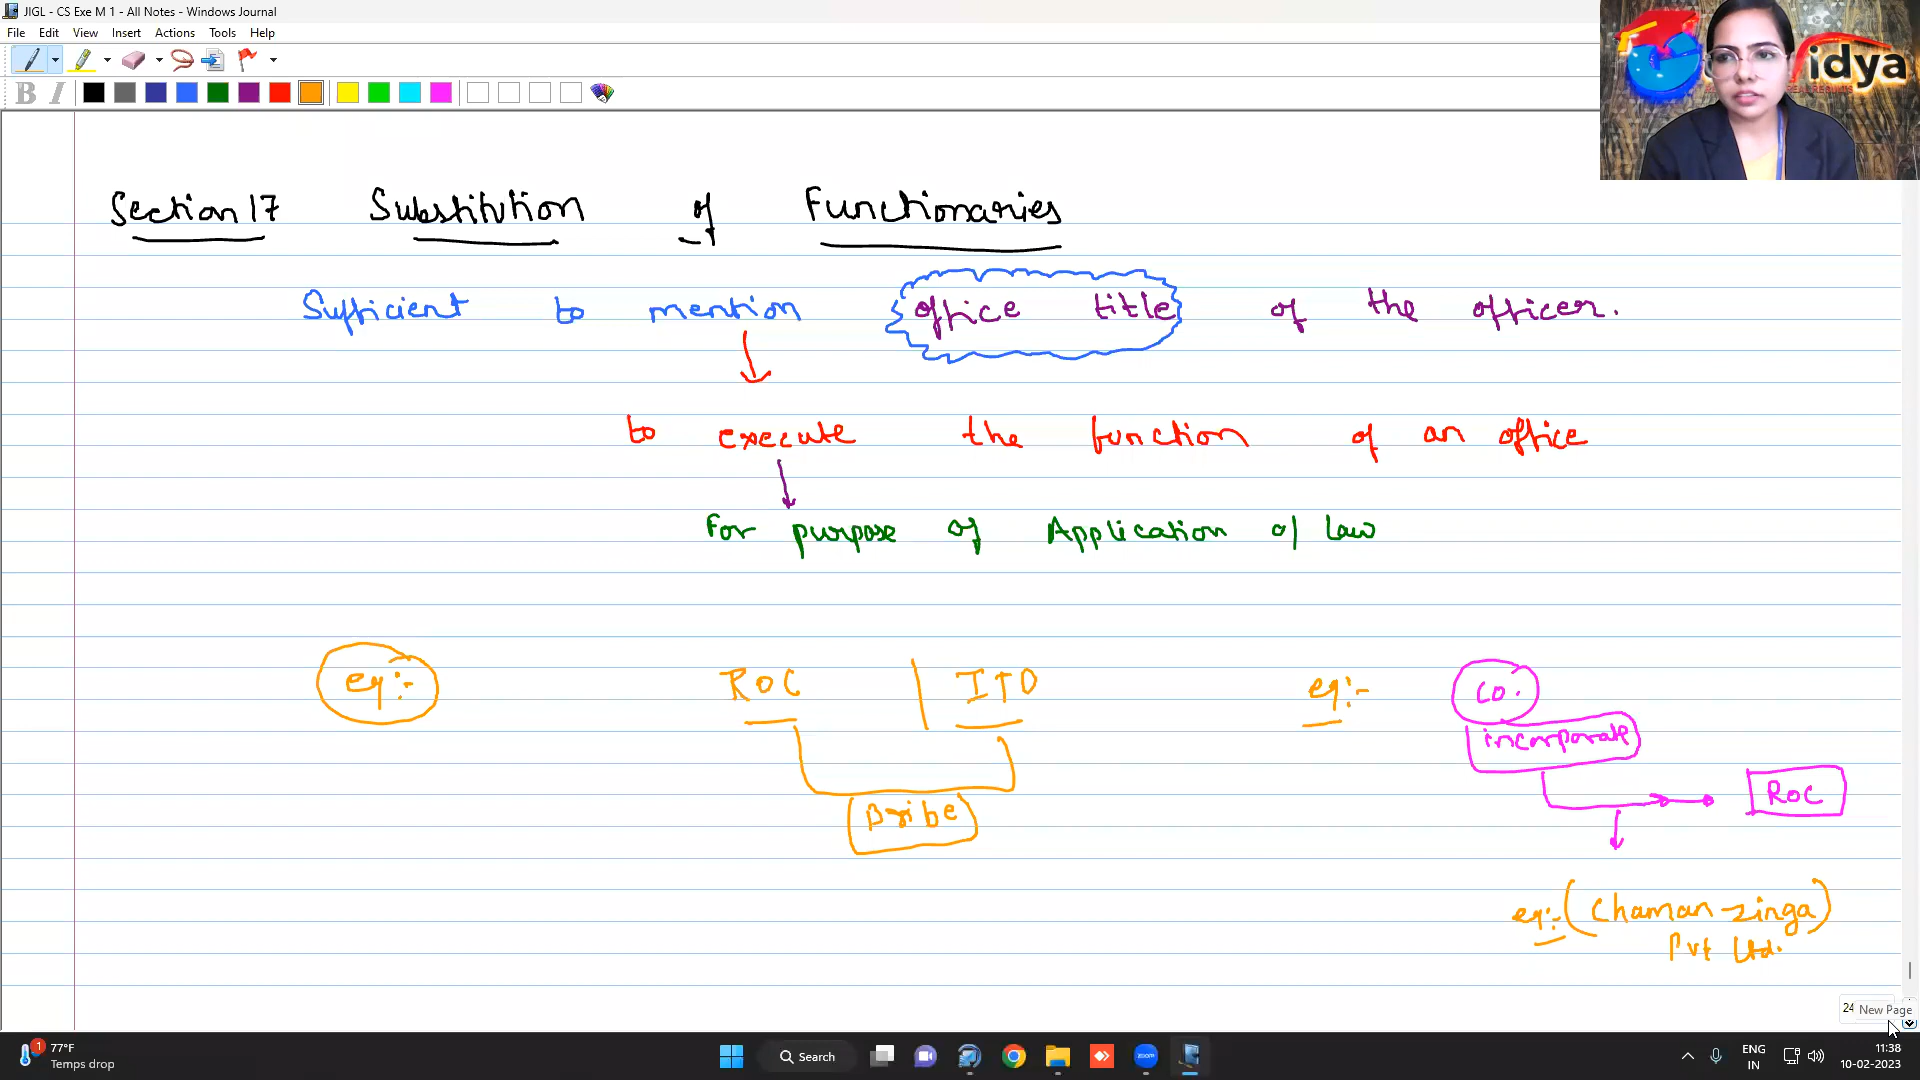 JIGL - CS Exe M 1 - All Notes - Windows Journal
File Edit View Insert Actions Tools Help
B I
idya
Section 17 Substitution of Functionaries
Sufficient to mention office title of the officer.
to execute the function of an office
For purpose of Application of law
eg:-
ROC | ITO
Bribe
eg:-
Co.
incorporate
ROC
eg:- (Chaman-zinga)
Pvt Ltd.
24 New Page
1
77°F
Temps drop
Search
zoom
ENG
IN
11:38
10-02-2023